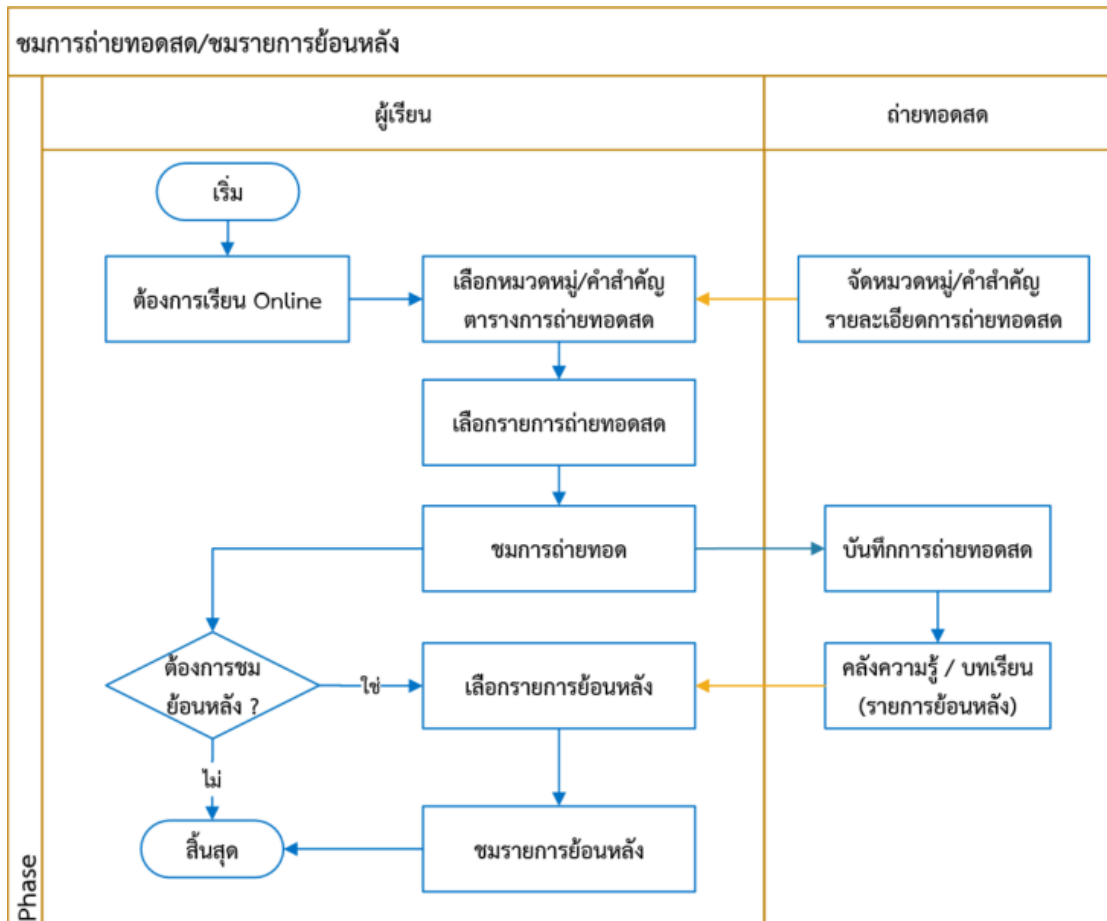 ชมการถ่ายทอดสด/ชมรายการย้อนหลัง
ผู้เรียน
ถ่ายทอดสด
เริ่ม
ต้องการเรียน Online
เลือกหมวดหมู่/คำสำคัญ
ตารางการถ่ายทอดสด
จัดหมวดหมู่/คำสำคัญ
รายละเอียดการถ่ายทอดสด
เลือกรายการถ่ายทอดสด
ชมการถ่ายทอด
บันทึกการถ่ายทอดสด
ต้องการชม
ย้อนหลัง ?
ใช่
เลือกรายการย้อนหลัง
คลังความรู้ / บทเรียน
(รายการย้อนหลัง)
ไม่
สิ้นสุด
ชมรายการย้อนหลัง
Phase